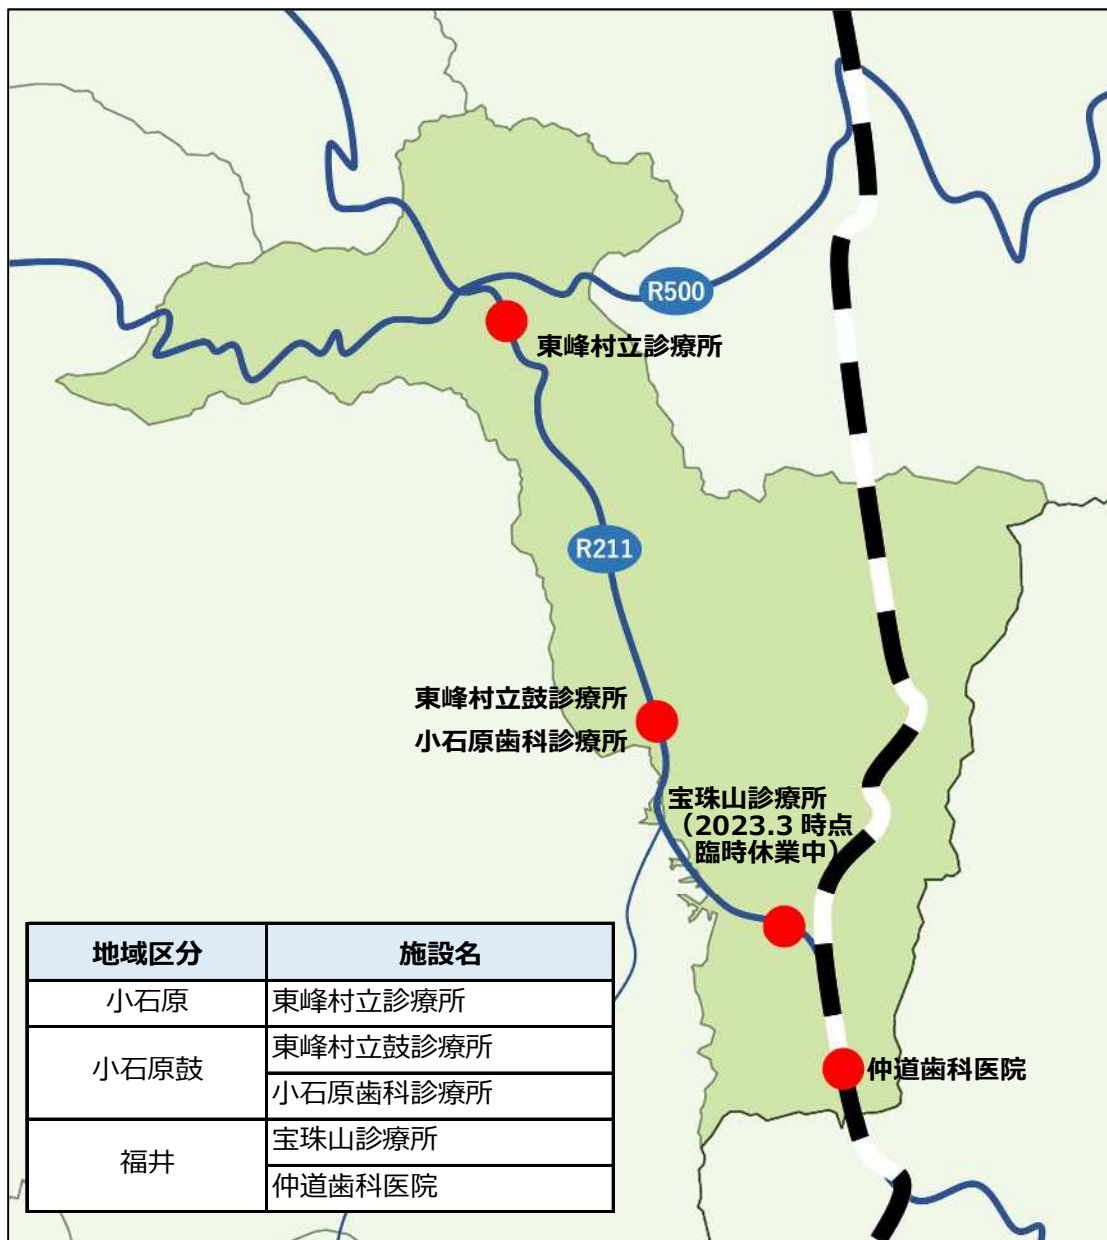 R500
東峰村立診療所
R211
東峰村立鼓診療所
小石原歯科診療所
宝珠山診療所
（2023.3 時点
臨時休業中）
仲道歯科医院
地域区分 施設名
小石原 東峰村立診療所
小石原鼓 東峰村立鼓診療所
小石原歯科診療所
福井 宝珠山診療所
仲道歯科医院